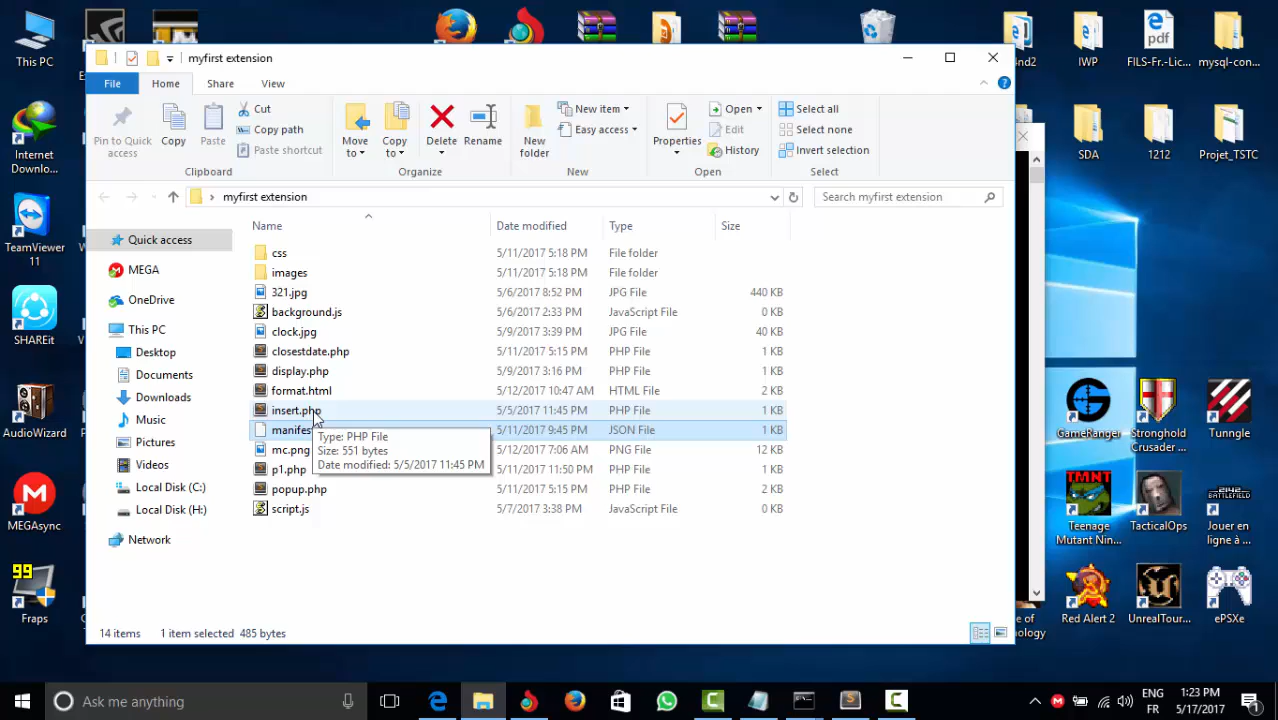 This PC
nd2
IWP
FILS-Fr.-Lic...
mysql-con...
myfirst extension
File
Home
Share
View
Pin to Quick access
Copy
Paste
Cut
Copy path
Paste shortcut
Clipboard
Move to
Copy to
Delete
Rename
Organize
New folder
New item
Easy access
New
Properties
Open
Edit
History
Open
Select all
Select none
Invert selection
Select
SDA
1212
Projet_TSTC
Internet Downlo...
myfirst extension
Search myfirst extension
Name
Date modified
Type
Size
Quick access
MEGA
OneDrive
This PC
Desktop
Documents
Downloads
Music
Pictures
Videos
Local Disk (C:)
Local Disk (H:)
Network
css 5/11/2017 5:18 PM File folder
images 5/11/2017 5:18 PM File folder
321.jpg 5/6/2017 8:52 PM JPG File 440 KB
background.js 5/6/2017 2:33 PM JavaScript File 0 KB
clock.jpg 5/9/2017 3:39 PM JPG File 40 KB
closestdate.php 5/11/2017 5:15 PM PHP File 1 KB
display.php 5/9/2017 3:16 PM PHP File 1 KB
format.html 5/12/2017 10:47 AM HTML File 2 KB
insert.php 5/5/2017 11:45 PM PHP File 1 KB
manifes 5/11/2017 9:45 PM JSON File 1 KB
mc.png 5/12/2017 7:06 AM PNG File 12 KB
p1.php 5/11/2017 11:50 PM PHP File 1 KB
popup.php 5/11/2017 5:15 PM PHP File 2 KB
script.js 5/7/2017 3:38 PM JavaScript File 0 KB
Type: PHP File
Size: 551 bytes
Date modified: 5/5/2017 11:45 PM
14 items
1 item selected 485 bytes
TeamViewer 11
SHAREit
AudioWizard
MEGAsync
99
Fraps
GameRanger
Stronghold Crusader ...
Tunngle
TMNT
Teenage Mutant Nin...
TacticalOps
BATTLEFIELD
2142
Jouer en ligne à ...
Red Alert 2
e of
nology
UnrealTour...
ePSXe
Ask me anything
ENG
FR
1:23 PM
5/17/2017
1